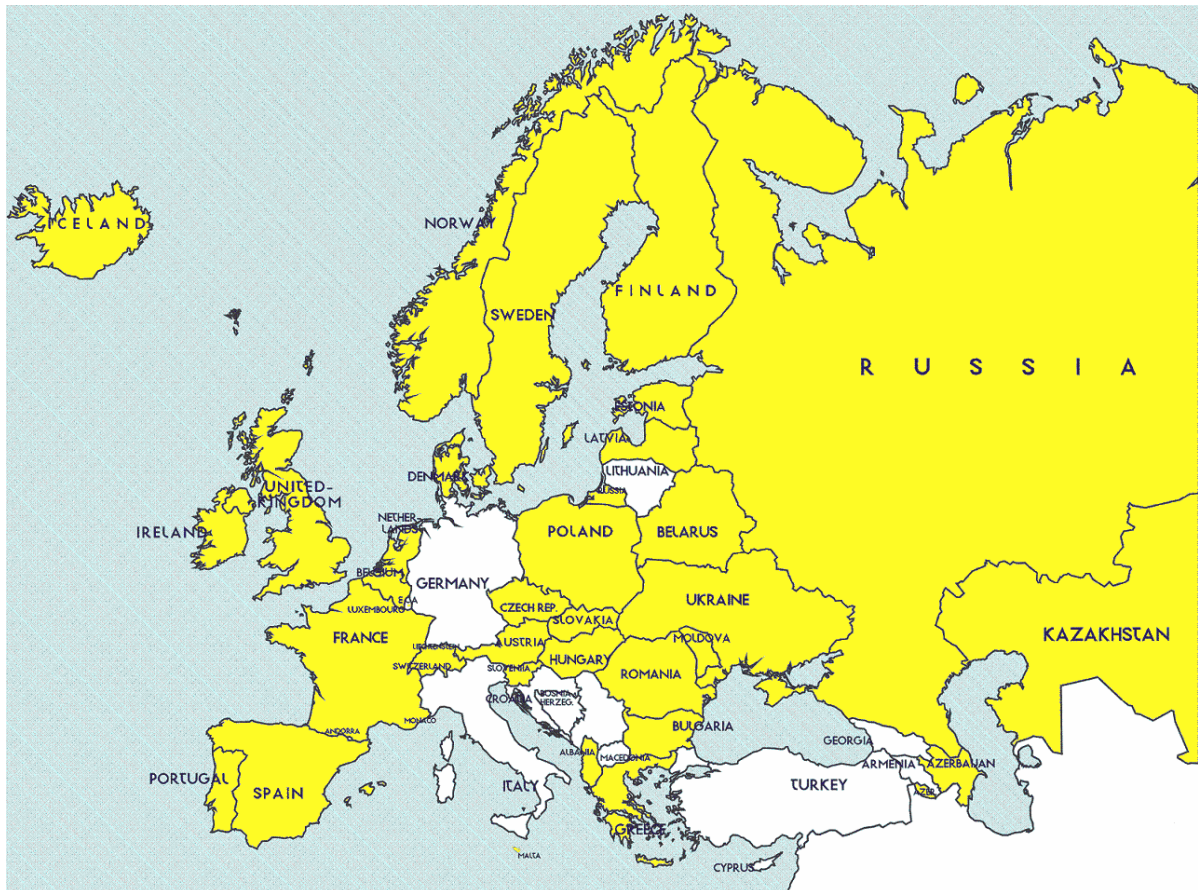 ICELAND
NORWAY
SWEDEN
FINLAND
RUSSIA
ESTONIA
LATVIA
LITHUANIA
RUSSIA
DENMARK
UNITED-
KINGDOM
IRELAND
NETHER-
LANDS
BELGIUM
LUXEMBOURG
GERMANY
POLAND
BELARUS
UKRAINE
CZECH REP.
SLOVAKIA
FRANCE
LIECHTENSTEIN
SWITZERLAND
AUSTRIA
HUNGARY
SLOVENIA
CROATIA
BOSNIA
HERZEG.
MOLDOVA
ROMANIA
KAZAKHSTAN
MONACO
ANDORRA
PORTUGAL
SPAIN
ITALY
ALBANIA
MACEDONIA
BULGARIA
GREECE
TURKEY
GEORGIA
ARMENIA
AZERBAIJAN
AZER.
MALTA
CYPRUS